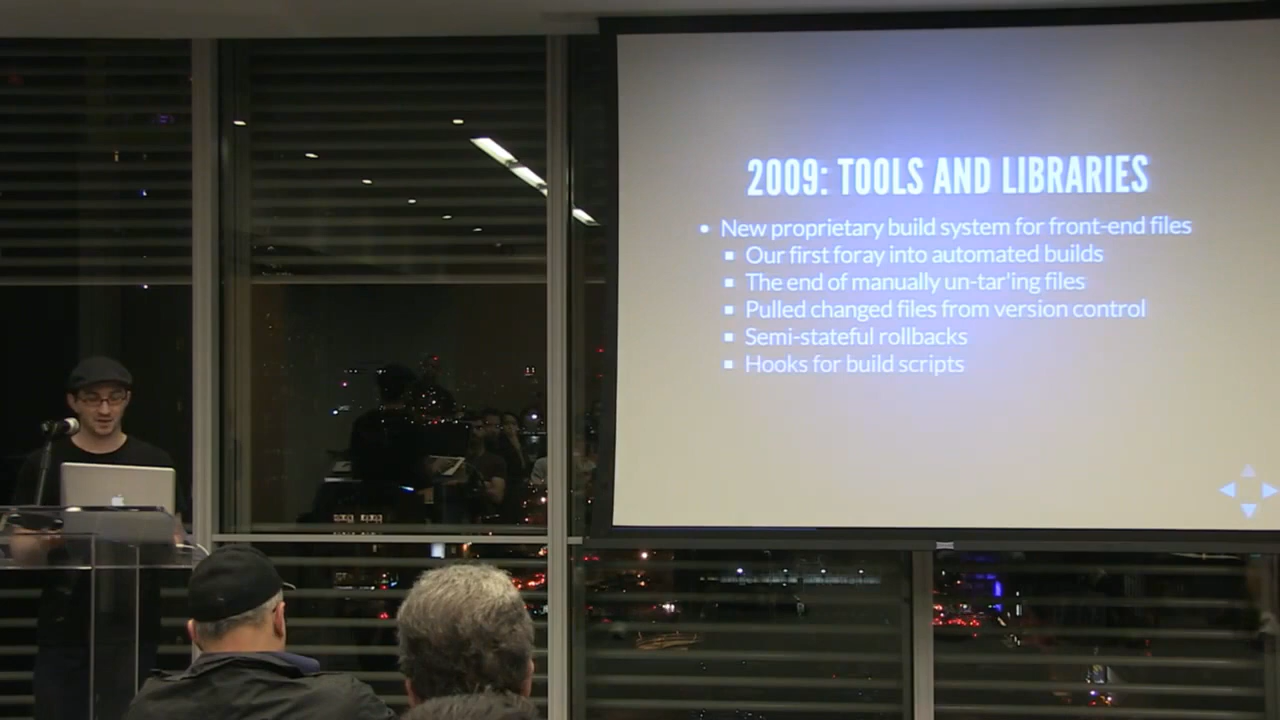 2009: TOOLS AND LIBRARIES
• New proprietary build system for front-end files
▪ Our first foray into automated builds
▪ The end of manually un-tar'ing files
▪ Pulled changed files from version control
▪ Semi-stateful rollbacks
▪ Hooks for build scripts